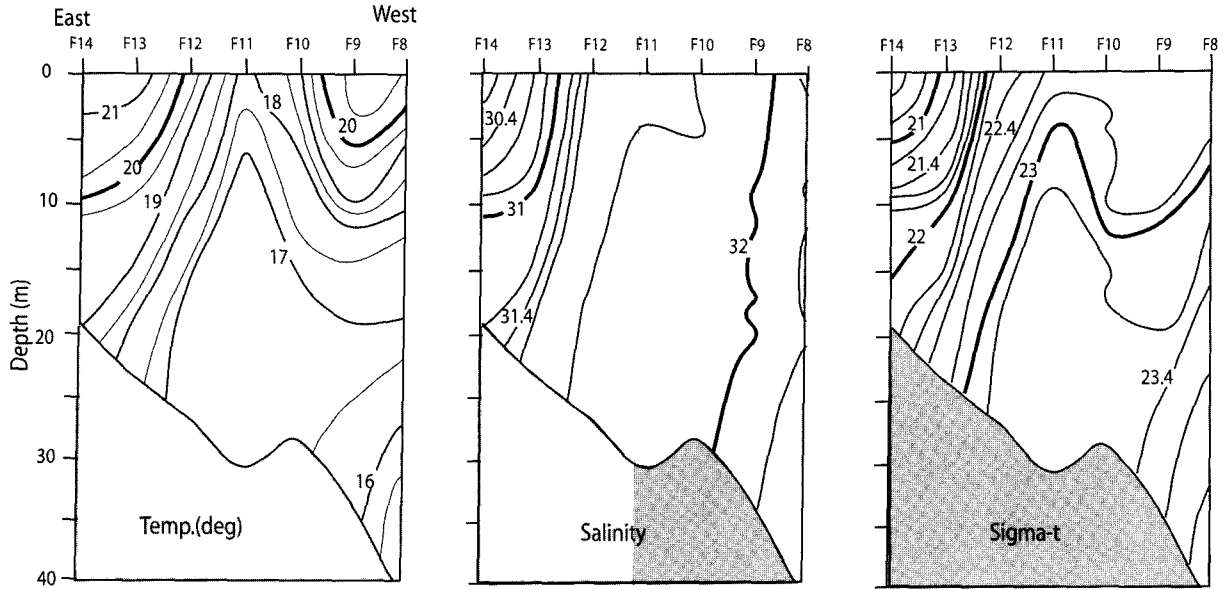 East West
F14 F13 F12 F11 F10 F9 F8
F14 F13 F12 F11 F10 F9 F8
F14 F13 F12 F11 F10 F9 F8
Depth (m)
0
10
20
30
40
21
20
19
18
20
17
16
Temp.(deg)
30.4
31
31.4
32
Salinity
21
21.4
22
22.4
23
23.4
Sigma-t